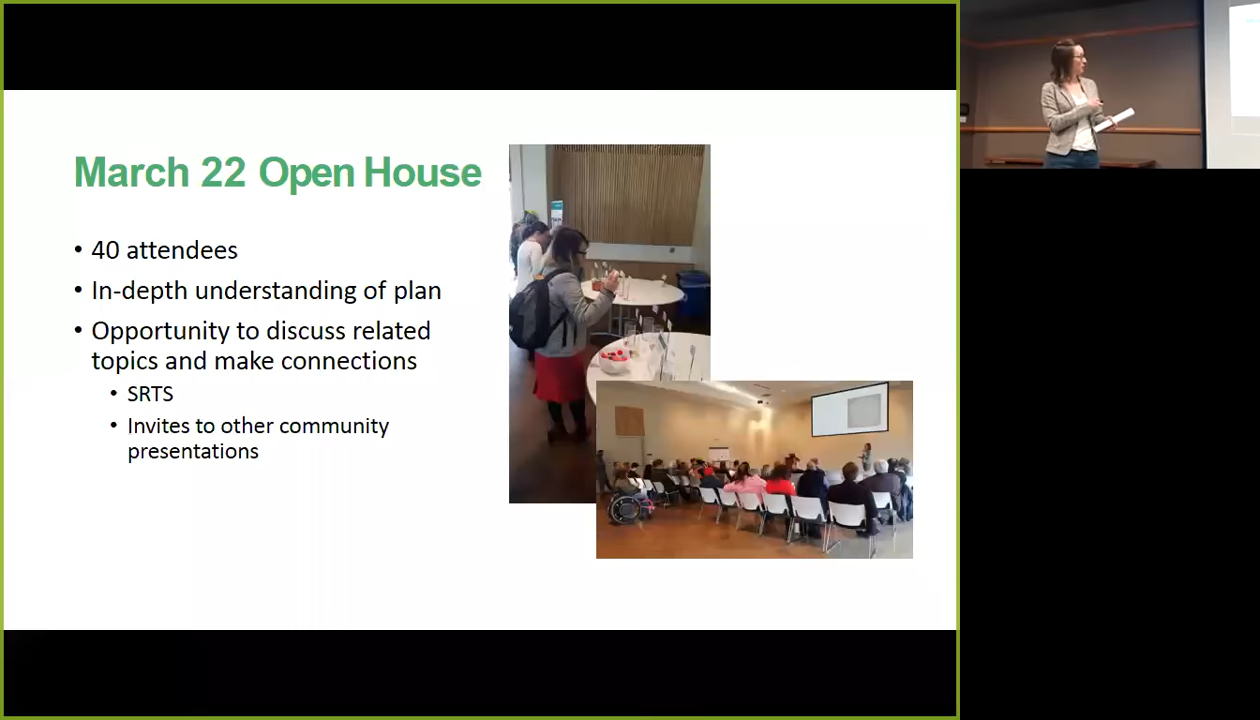 March 22 Open House
• 40 attendees
• In-depth understanding of plan
• Opportunity to discuss related
topics and make connections
• SRTS
• Invites to other community
presentations